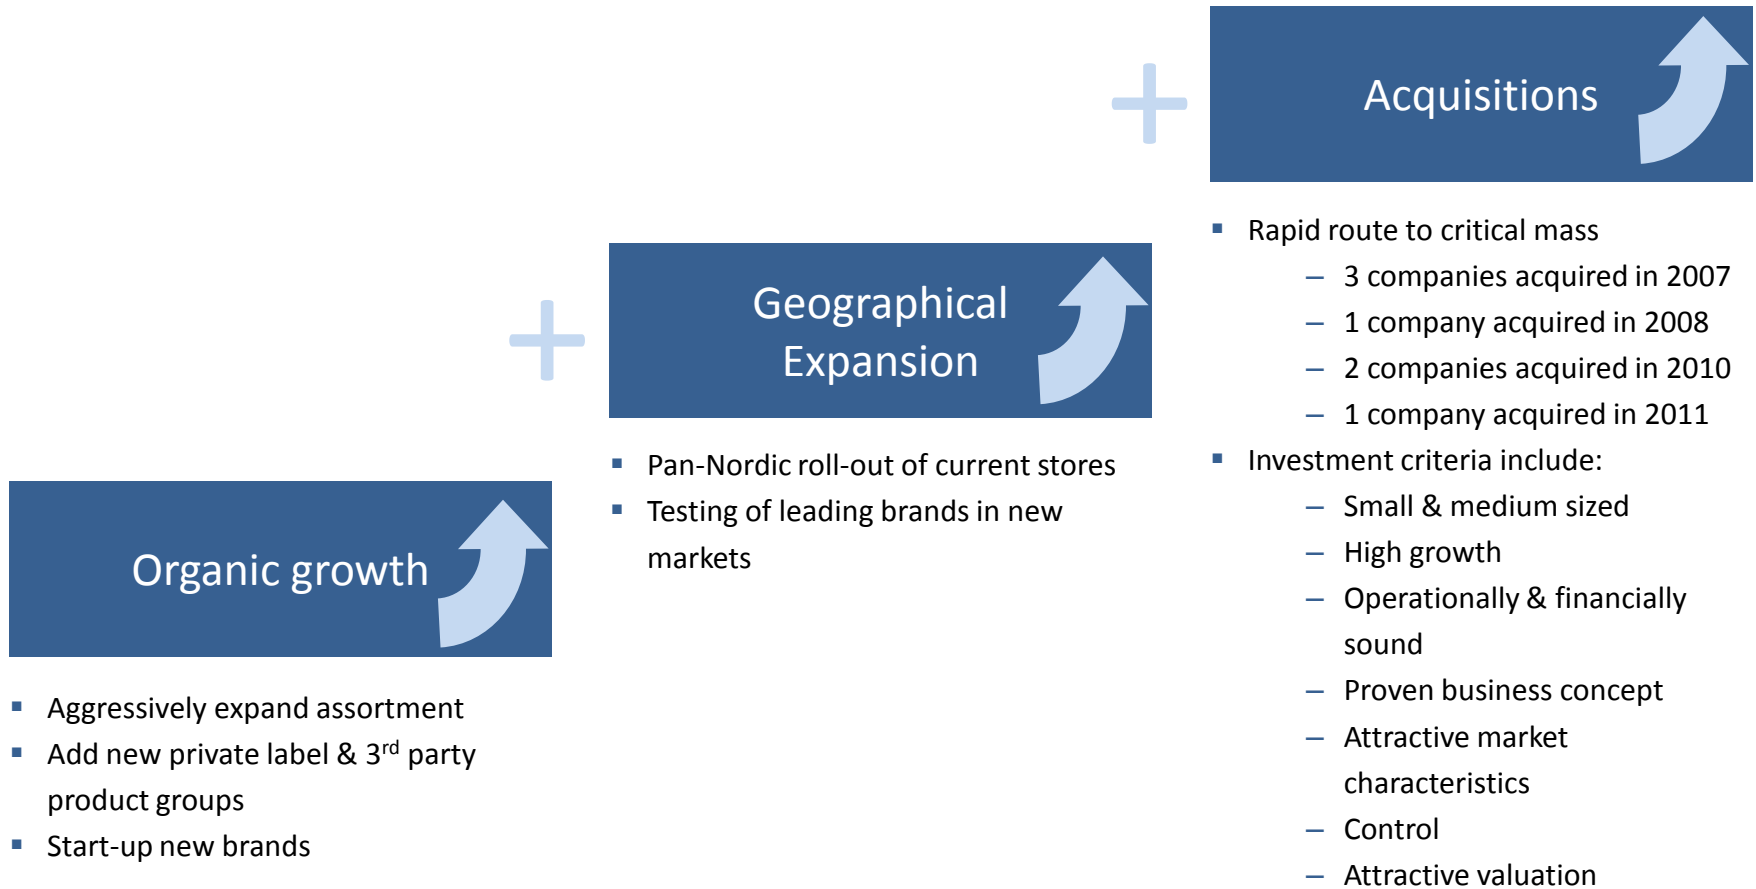 Organic growth
▪ Aggressively expand assortment
▪ Add new private label & 3rd party
product groups
▪ Start-up new brands
Geographical
Expansion
▪ Pan-Nordic roll-out of current stores
▪ Testing of leading brands in new
markets
Acquisitions
▪ Rapid route to critical mass
– 3 companies acquired in 2007
– 1 company acquired in 2008
– 2 companies acquired in 2010
– 1 company acquired in 2011
▪ Investment criteria include:
– Small & medium sized
– High growth
– Operationally & financially
sound
– Proven business concept
– Attractive market
characteristics
– Control
– Attractive valuation